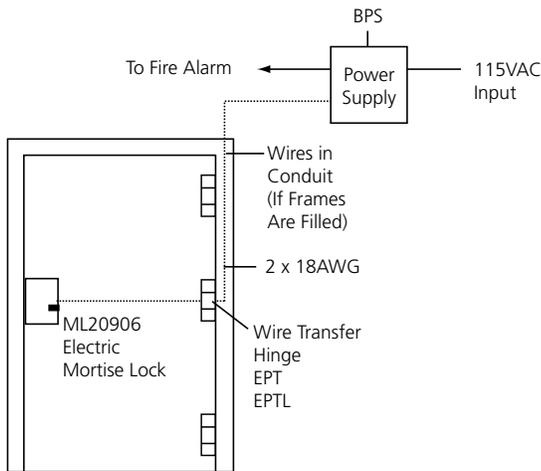 BPS
To Fire Alarm
Power
Supply
115VAC
Input
Wires in
Conduit
(If Frames
Are Filled)
2 x 18AWG
ML20906
Electric
Mortise Lock
Wire Transfer
Hinge
EPT
EPTL